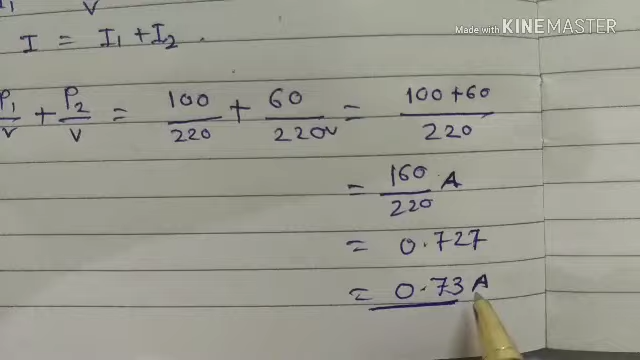 I₁ V
Made with KINEMASTER
I = I₁ + I₂ .
P₁/V + P₂/V = 100/220 + 60/220V = 100+60/220
= 160/220 A
= 0.727
= 0.73 A